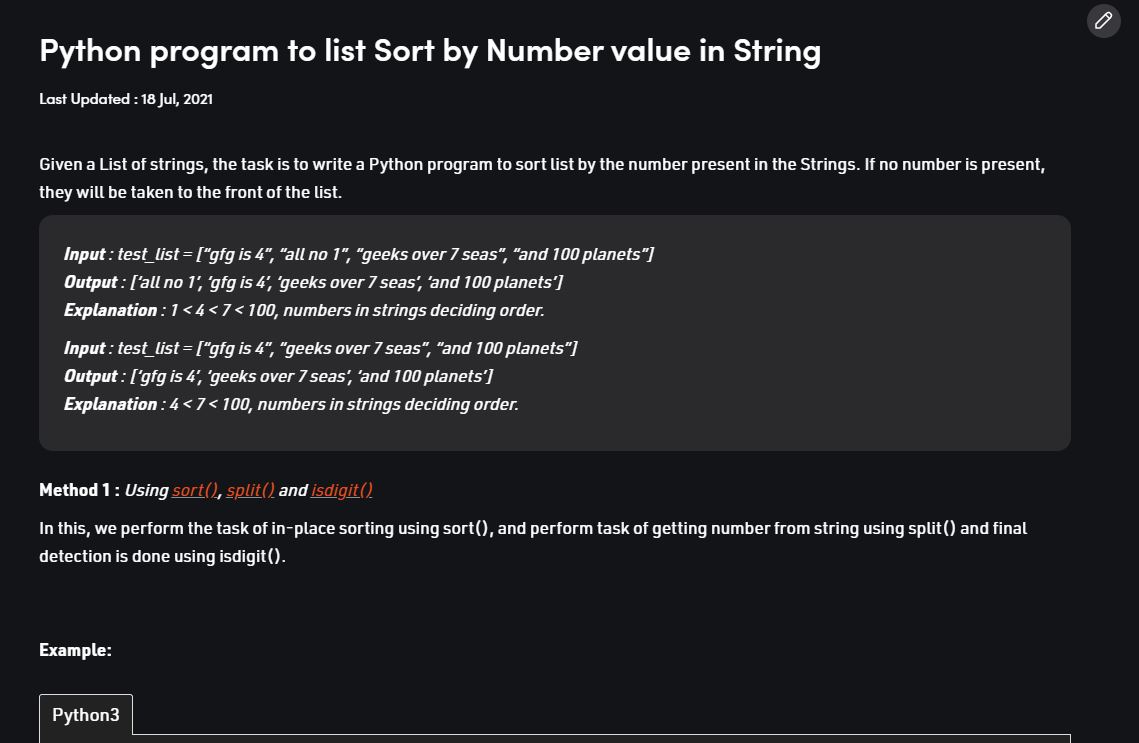 Python program to list Sort by Number value in String
Last Updated : 18 Jul, 2021
Given a List of strings, the task is to write a Python program to sort list by the number present in the Strings. If no number is present,
they will be taken to the front of the list.
Input : test_list = [“gfg is 4”, “all no 1”, “geeks over 7 seas”, “and 100 planets”]
Output : [‘all no 1’, ‘gfg is 4’, ‘geeks over 7 seas’, ‘and 100 planets’]
Explanation : 1 < 4 < 7 < 100, numbers in strings deciding order.
Input : test_list = [“gfg is 4”, “geeks over 7 seas”, “and 100 planets”]
Output : [‘gfg is 4’, ‘geeks over 7 seas’, ‘and 100 planets’]
Explanation : 4 < 7 < 100, numbers in strings deciding order.
Method 1 : Using sort(), split() and isdigit()
In this, we perform the task of in-place sorting using sort(), and perform task of getting number from string using split() and final
detection is done using isdigit().
Example:
Python3